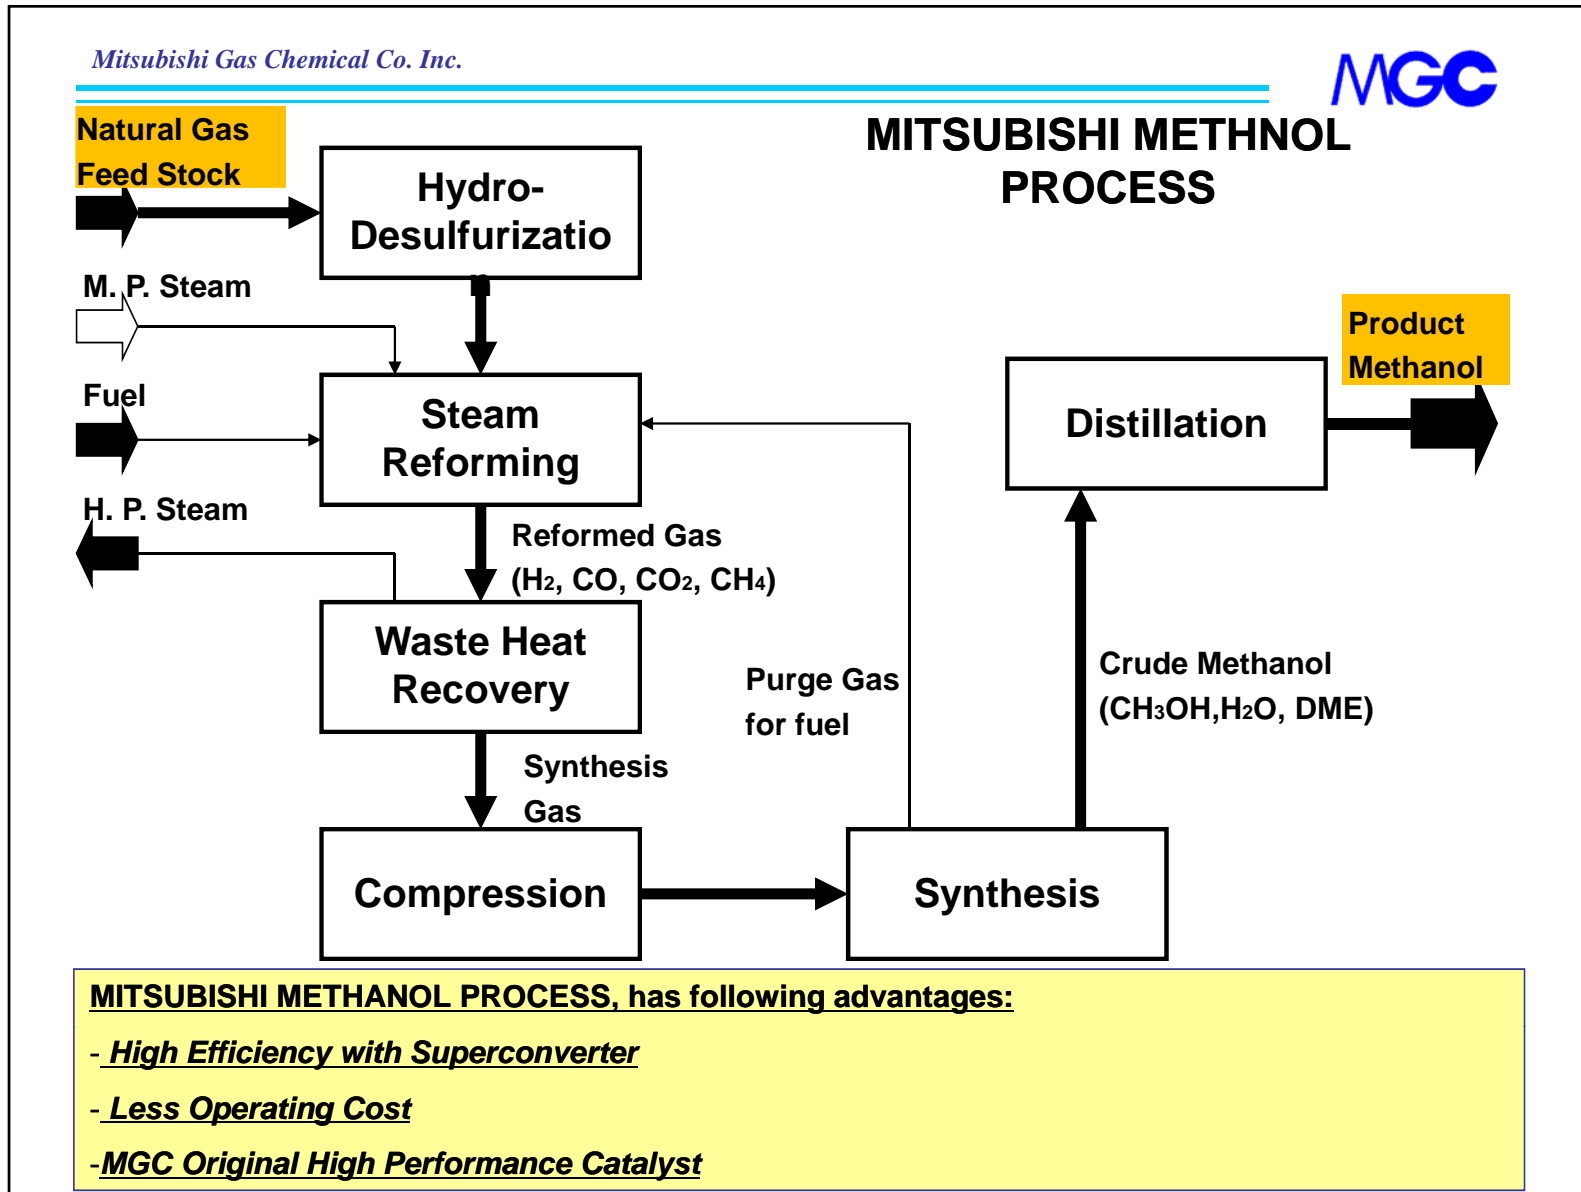 Mitsubishi Gas Chemical Co. Inc.
MGC
MITSUBISHI METHNOL
PROCESS
Natural Gas
Feed Stock
Hydro-
Desulfurizatio
n
M. P. Steam
Fuel
Steam
Reforming
H. P. Steam
Reformed Gas
(H2, CO, CO2, CH4)
Waste Heat
Recovery
Synthesis
Gas
Compression
Purge Gas
for fuel
Synthesis
Crude Methanol
(CH3OH,H2O, DME)
Distillation
Product
Methanol
MITSUBISHI METHANOL PROCESS, has following advantages:
- High Efficiency with Superconverter
- Less Operating Cost
-MGC Original High Performance Catalyst